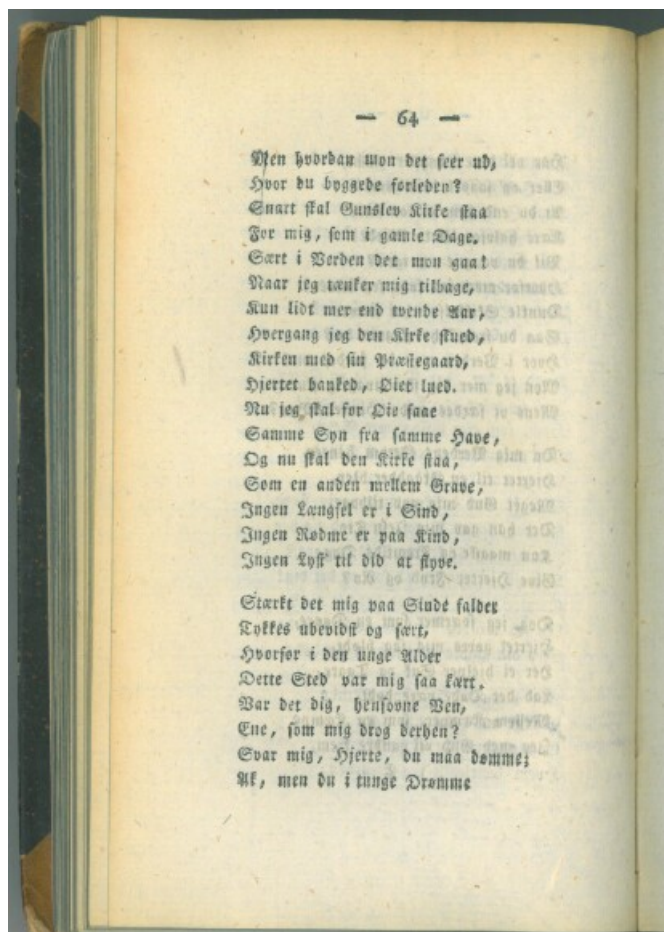 — 64 —
Men hvordan mon det seer ud,
Hvor du byggede forleden?
Snart skal Gunslev Kirke staa
For mig, som i gamle Dage.
Sært i Verden det mon gaa!
Naar jeg tænker mig tilbage,
Kun lidt mer end tvende Aar,
Hvergang jeg den Kirke skued,
Kirken med sin Præstegaard,
Hjertet banked, Øiet lued.
Nu jeg skal for Øie faae
Samme Syn fra samme Have,
Og nu skal den Kirke staa,
Som en anden mellem Grave,
Ingen Længsel er i Sind,
Ingen Rødme er paa Kind,
Ingen Lyst til did at flyve.
Stærkt det mig paa Sinde falder
Tykkes ubevidst og sært,
Hvorfor i den unge Alder
Dette Sted var mig saa kært.
Var det dig, hensovne Ven,
Ene, som mig drog derhen?
Svar mig, Hjerte, du maa dømme;
Ak, men du i tunge Drømme